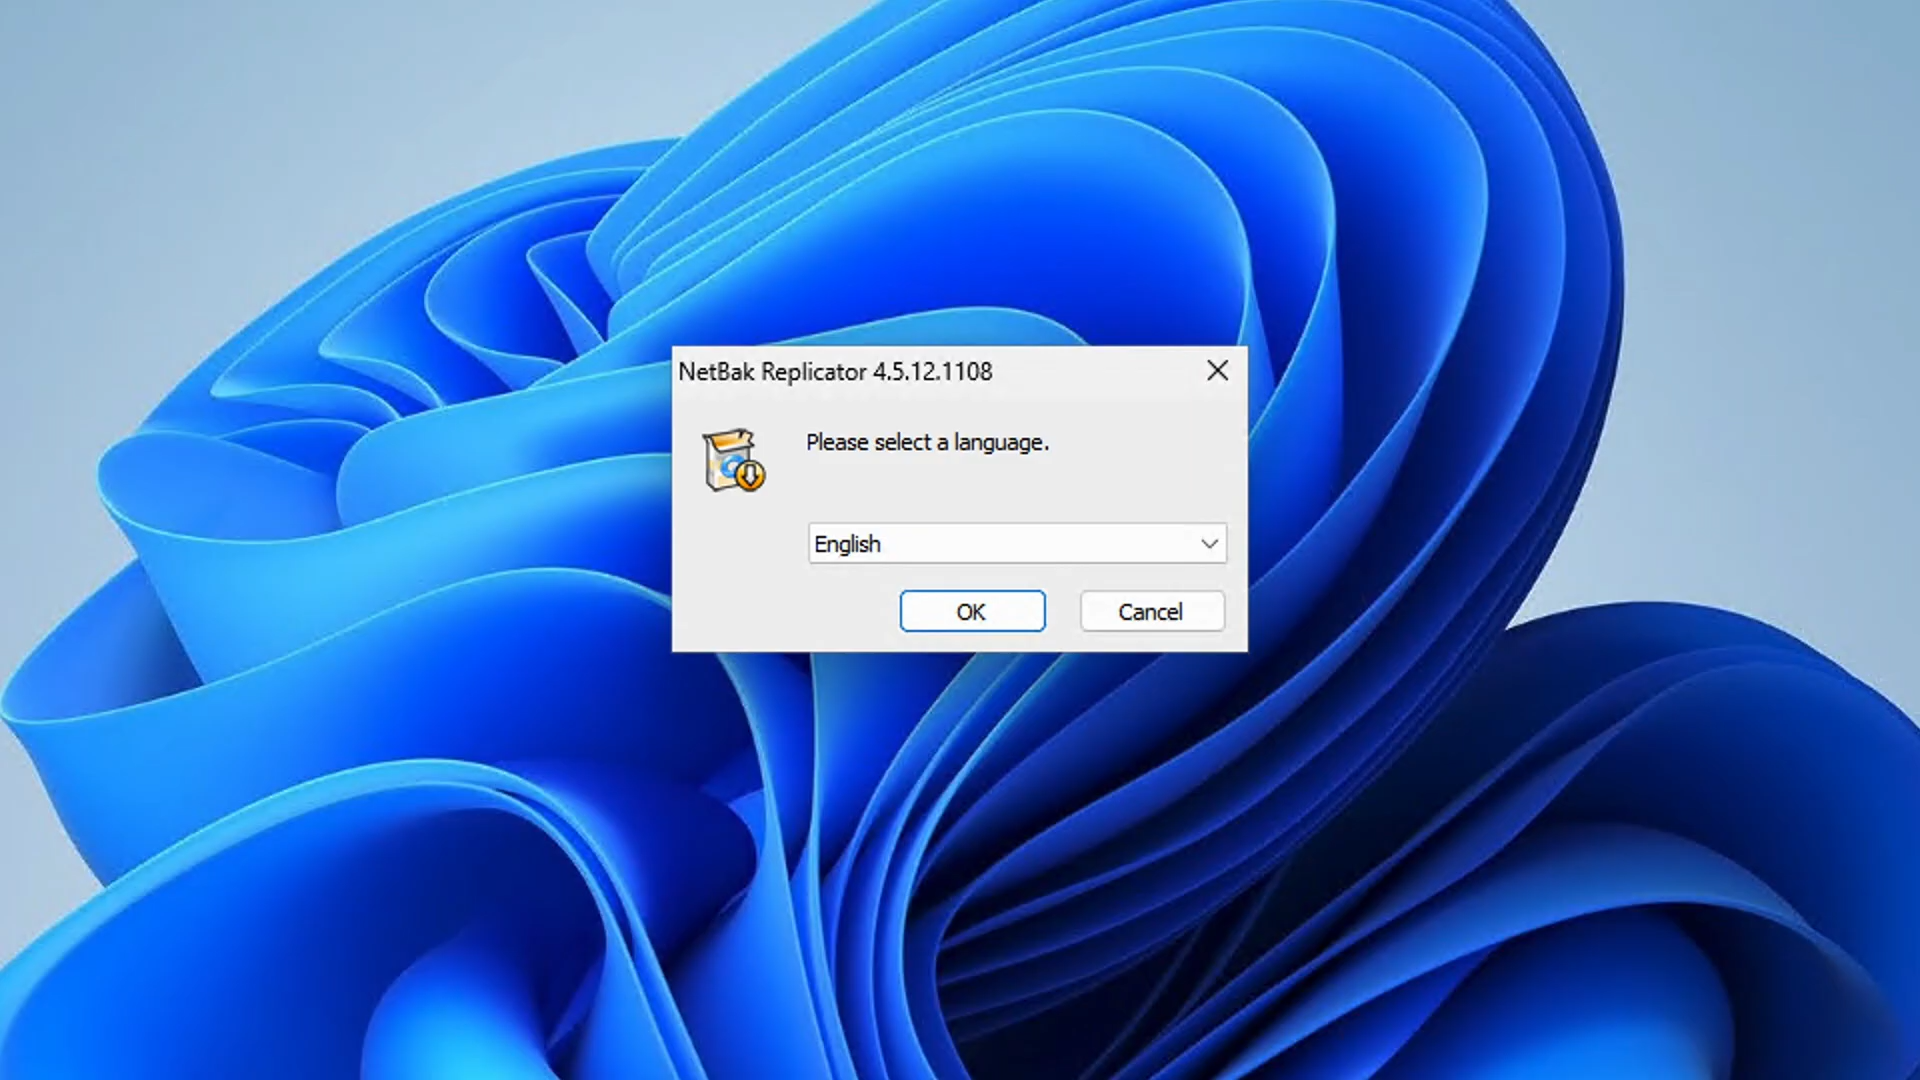 NetBak Replicator 4.5.12.1108
Please select a language.
English
OK
Cancel